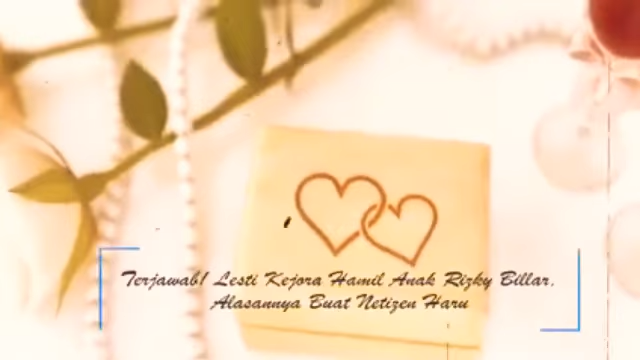 Terjawab! Lesti Kejora Hamil Anak Rizky Billar.
Alasannya Buat Netizen Haru